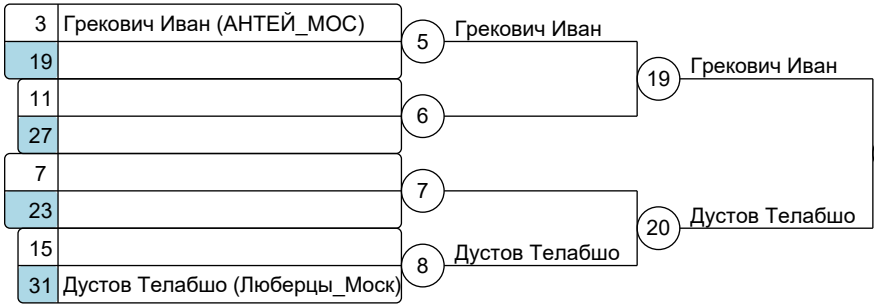 3 Грекович Иван (АНТЕЙ_МОС)
19
5 Грекович Иван
11
27
6
19 Грекович Иван
7
23
7
15
31 Дустов Телабшо (Люберцы_Моск)
8 Дустов Телабшо
20 Дустов Телабшо